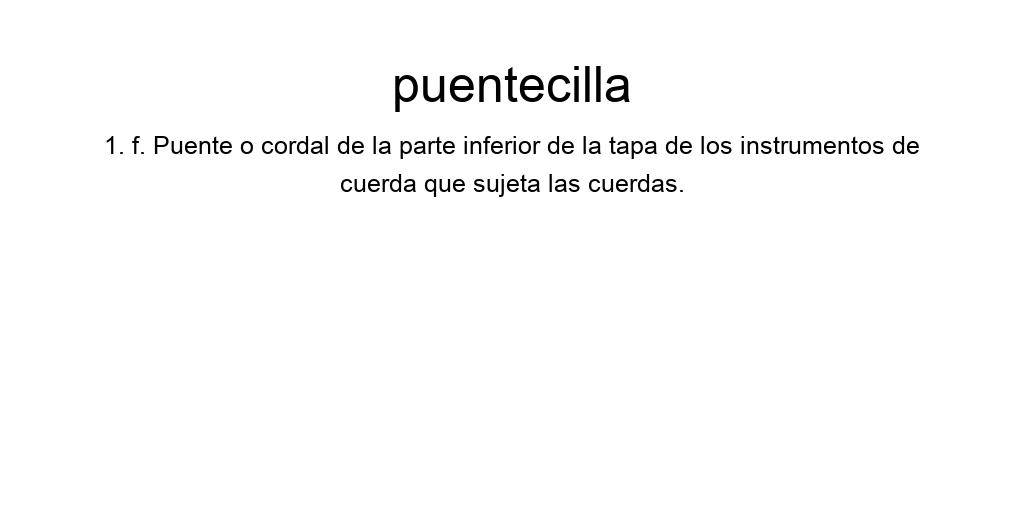 puentecilla
1. f. Puente o cordal de la parte inferior de la tapa de los instrumentos de
cuerda que sujeta las cuerdas.